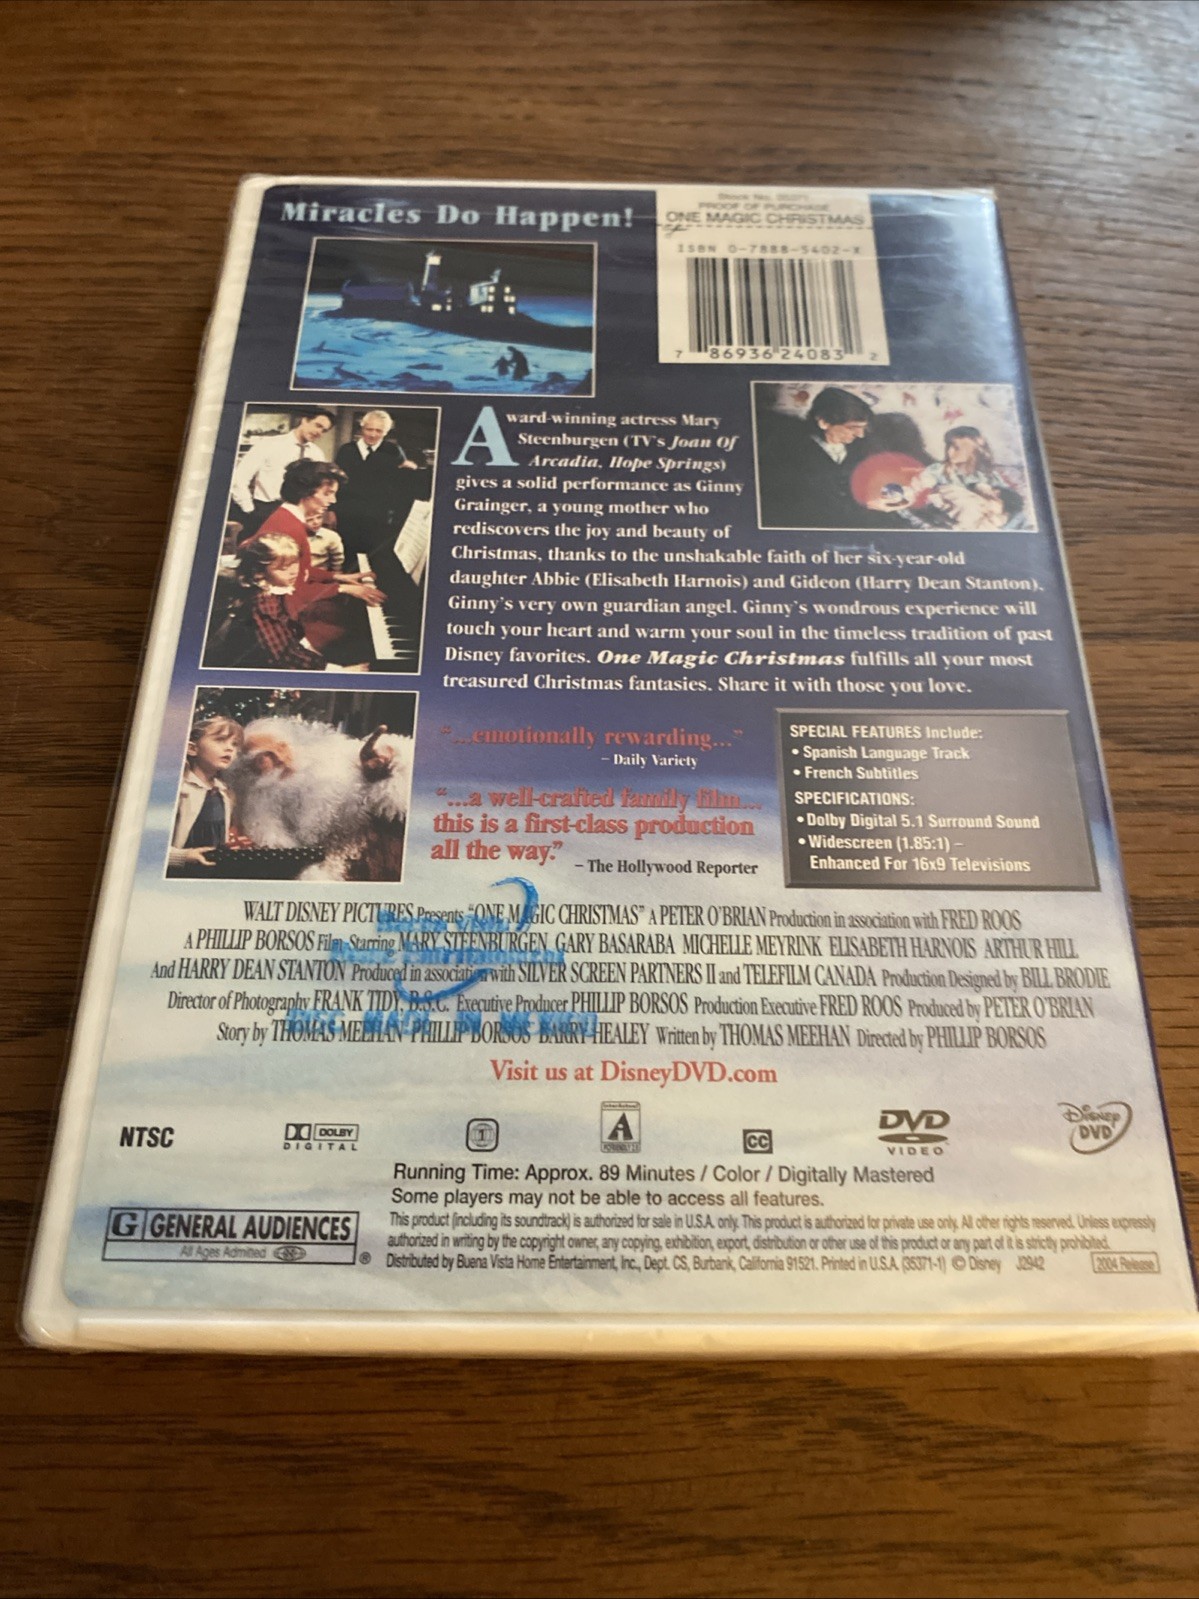 Miracles Do Happen!
PROOF OF PURCHASE
ONE MAGIC CHRISTMAS
ISBN 0-7888-5402-X
7 86936 24083 2
Award-winning actress Mary
Steenburgen (TV's Joan Of
Arcadia, Hope Springs)
gives a solid performance as Ginny
Grainger, a young mother who
rediscovers the joy and beauty of
Christmas, thanks to the unshakable faith of her six-year-old
daughter Abbie (Elisabeth Harnois) and Gideon (Harry Dean Stanton),
Ginny's very own guardian angel. Ginny's wondrous experience will
touch your heart and warm your soul in the timeless tradition of past
Disney favorites. One Magic Christmas fulfills all your most
treasured Christmas fantasies. Share it with those you love.
"...emotionally rewarding..."
– Daily Variety
"...a well-crafted family film...
this is a first-class production
all the way."
– The Hollywood Reporter
SPECIAL FEATURES Include:
• Spanish Language Track
• French Subtitles
SPECIFICATIONS:
• Dolby Digital 5.1 Surround Sound
• Widescreen (1.85:1) –
Enhanced For 16x9 Televisions
WALT DISNEY PICTURES Presents "ONE MAGIC CHRISTMAS" A PETER O'BRIAN Production in association with FRED ROOS
A PHILLIP BORSOS Film Starring MARY STEENBURGEN GARY BASARABA MICHELLE MEYRINK ELISABETH HARNOIS ARTHUR HILL
And HARRY DEAN STANTON Produced in association with SILVER SCREEN PARTNERS II and TELEFILM CANADA Production Designed by BILL BRODIE
Director of Photography FRANK TIDY, B.S.C. Executive Producer PHILLIP BORSOS Production Executive FRED ROOS Produced by PETER O'BRIAN
Story by THOMAS MEEHAN PHILLIP BORSOS BARRY HEALEY Written by THOMAS MEEHAN Directed by PHILLIP BORSOS
Visit us at DisneyDVD.com
NTSC
DOLBY
DIGITAL
1
A
CC
DVD
VIDEO
Disney
DVD
Running Time: Approx. 89 Minutes / Color / Digitally Mastered
Some players may not be able to access all features.
G GENERAL AUDIENCES
All Ages Admitted
®
This product (including its soundtrack) is authorized for sale in U.S.A. only. This product is authorized for private use only. All other rights reserved. Unless expressly
authorized in writing by the copyright owner, any copying, exhibition, export, distribution or other use of this product or any part of it is strictly prohibited.
Distributed by Buena Vista Home Entertainment, Inc., Dept. CS, Burbank, California 91521. Printed in U.S.A. (35371-1) © Disney J2942
2004 Release